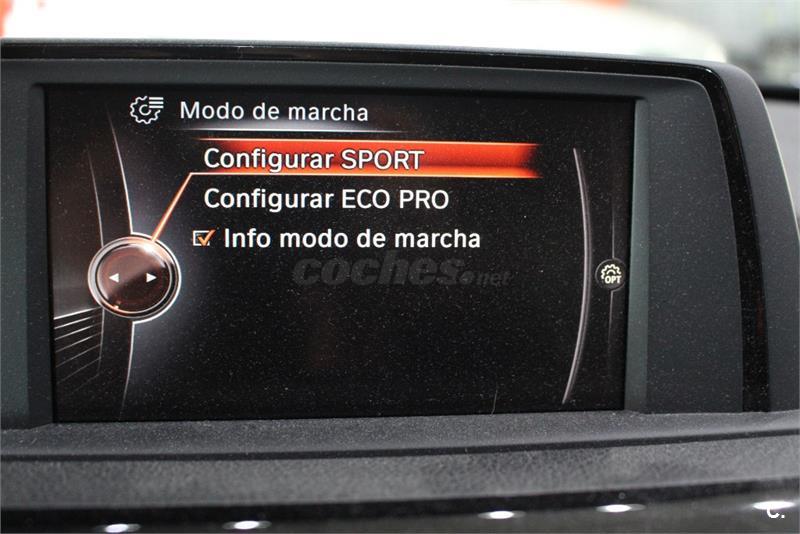 Modo de marcha
Configurar SPORT
Configurar ECO PRO
Info modo de marcha
coches.net
OPT
c.